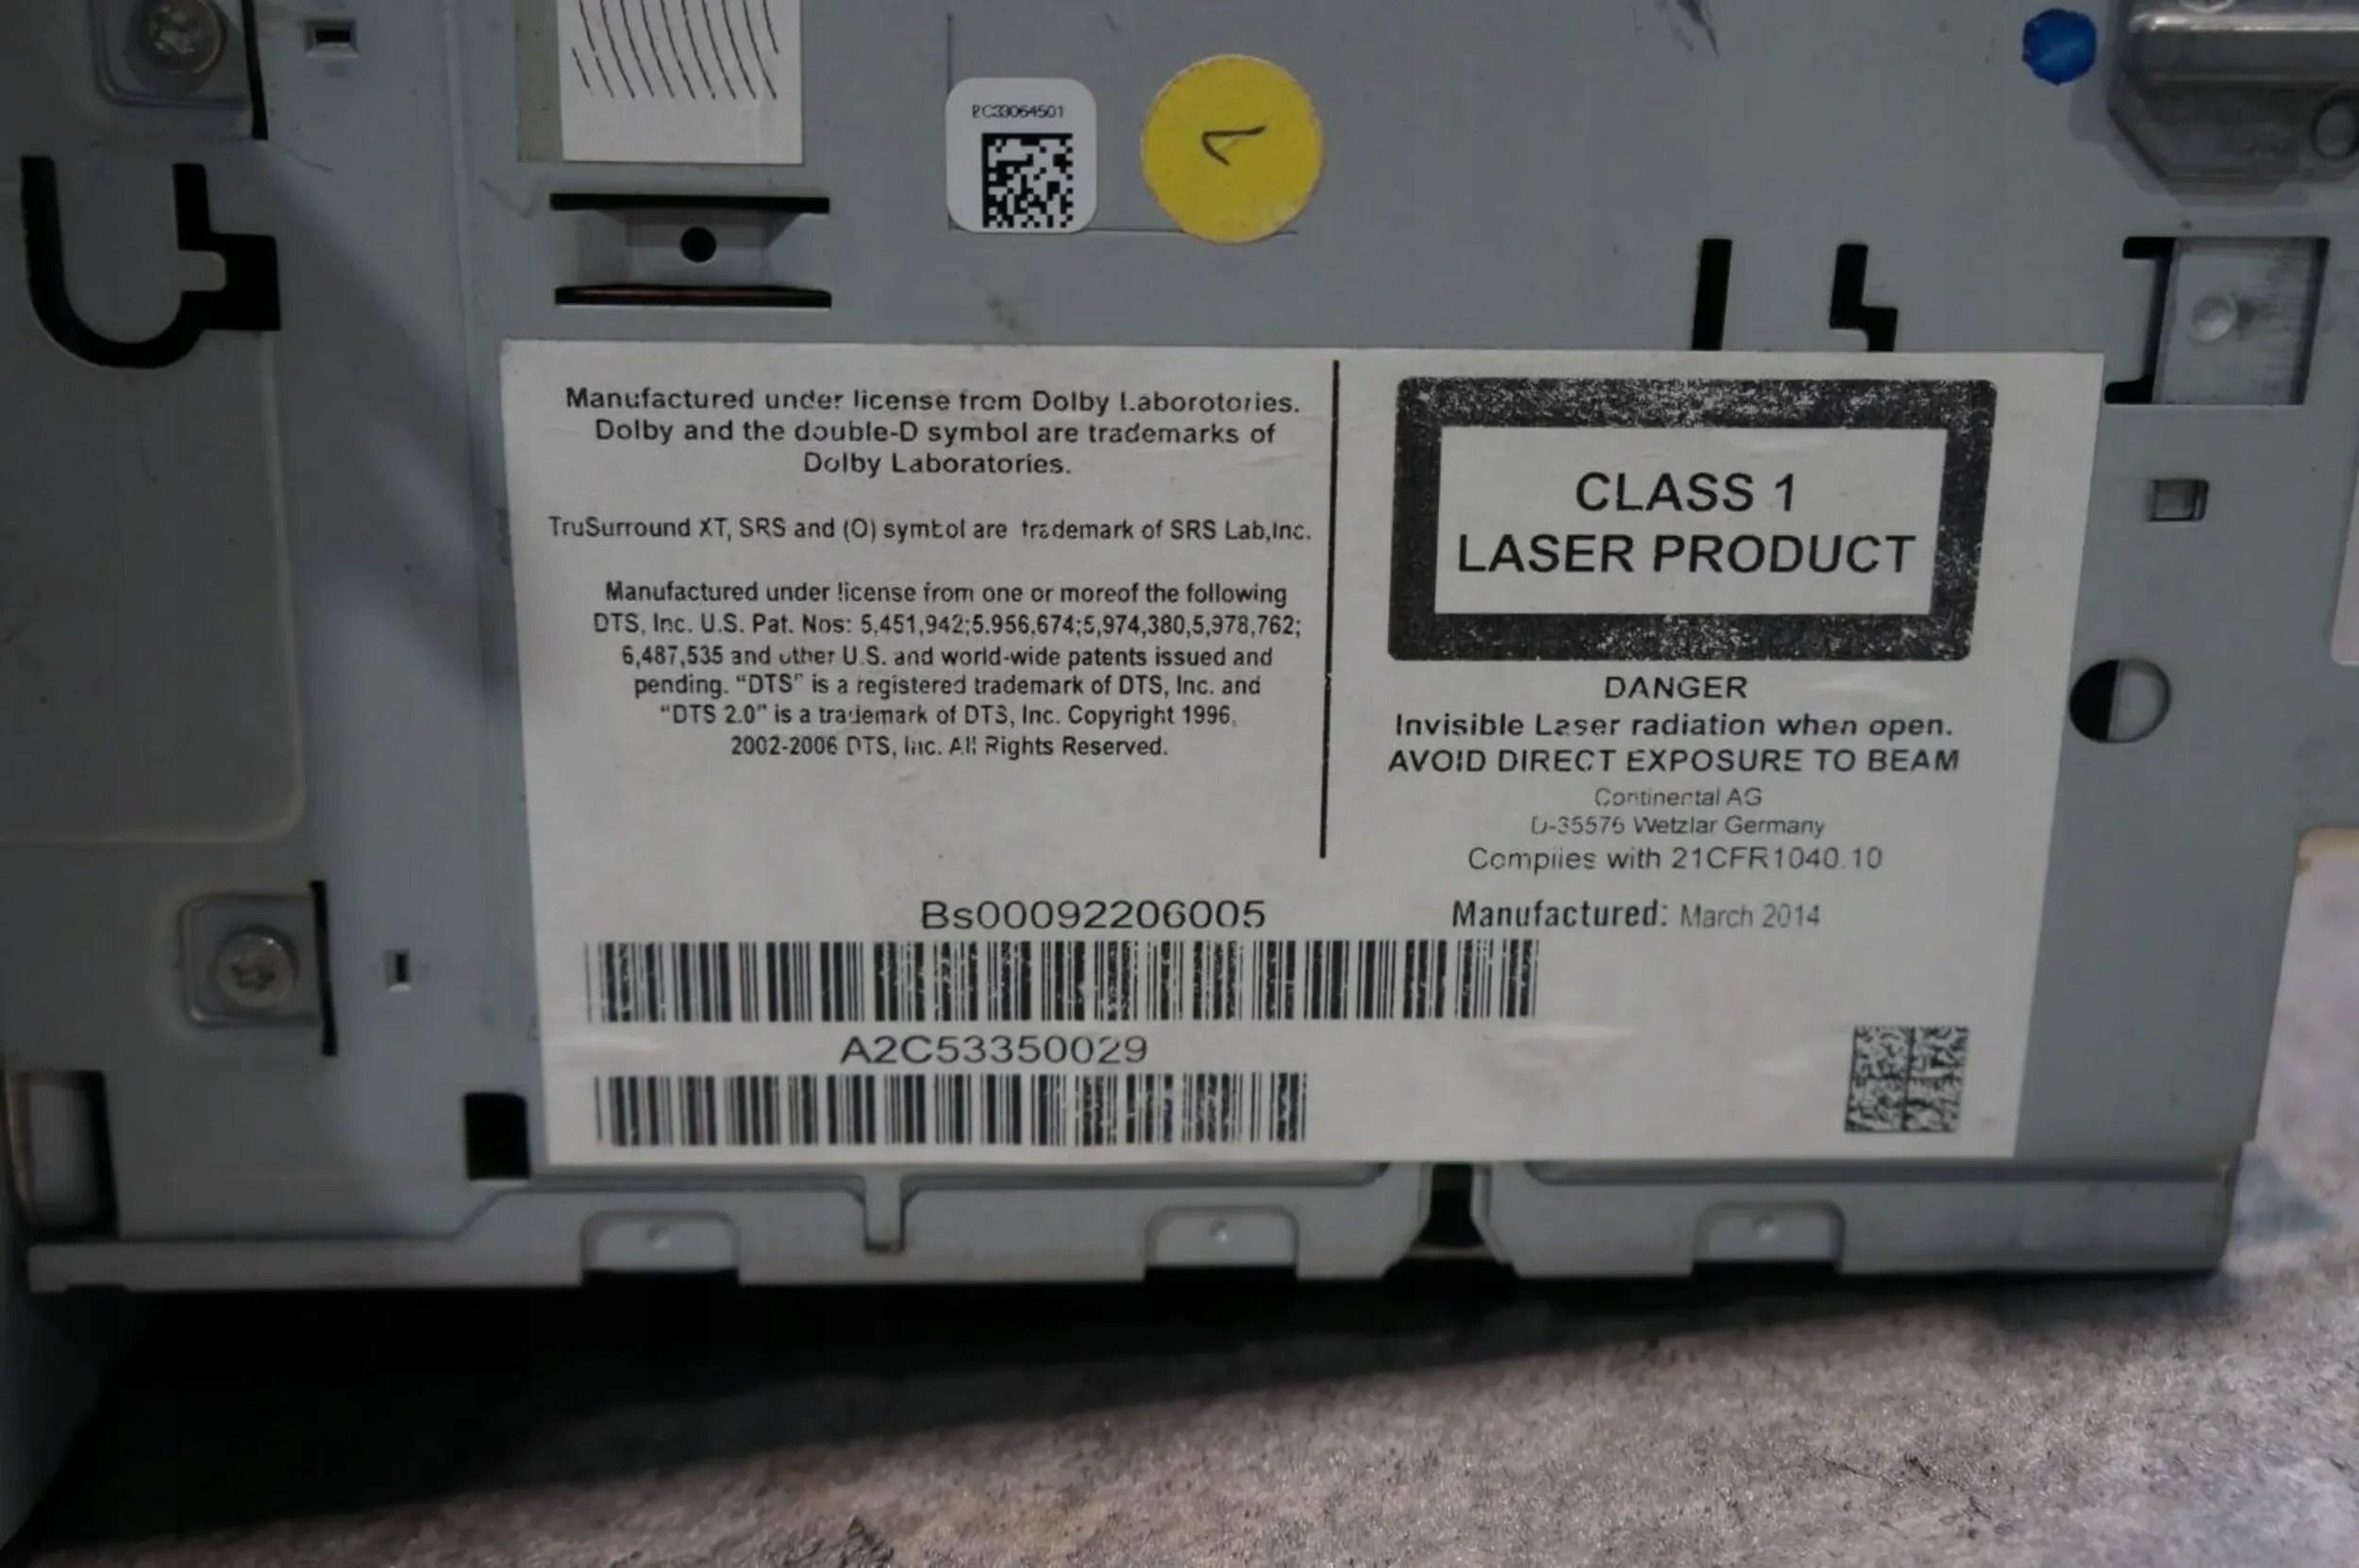 Manufactured under license from Dolby Laborotories.
Dolby and the double-D symbol are trademarks of
Dolby Laboratories.
TruSurround XT, SRS and (O) symbol are trademark of SRS Lab,Inc.
Manufactured under license from one or moreof the following
DTS, Inc. U.S. Pat. Nos: 5,451,942;5.956,674;5,974,380,5,978,762;
6,487,535 and other U.S. and world-wide patents issued and
pending. “DTS” is a registered trademark of DTS, Inc. and
“DTS 2.0” is a trademark of DTS, Inc. Copyright 1996,
2002-2006 DTS, Inc. All Rights Reserved.
CLASS 1
LASER PRODUCT
DANGER
Invisible Laser radiation when open.
AVOID DIRECT EXPOSURE TO BEAM
Continental AG
D-35576 Wetzlar Germany
Complies with 21CFR1040.10
Manufactured: March 2014
Bs00092206005
A2C53350029